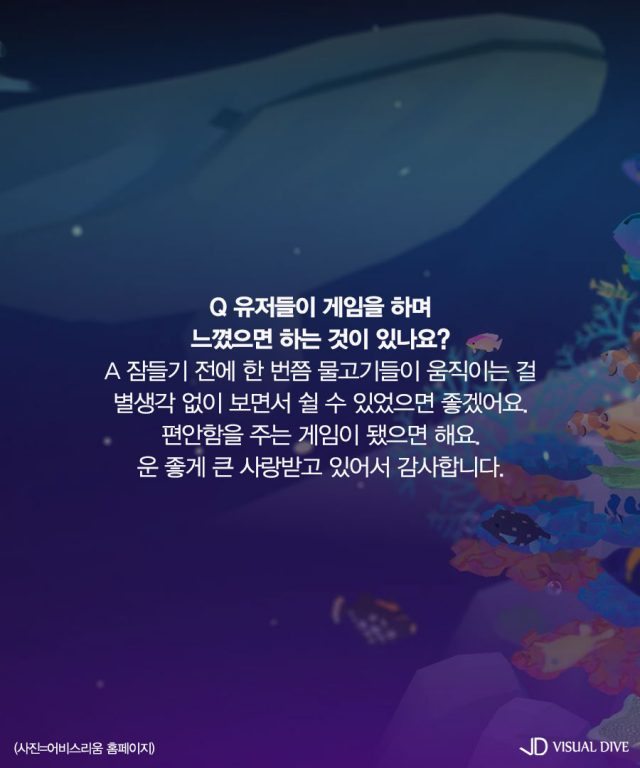 Q 유저들이 게임을 하며
느꼈으면 하는 것이 있나요?
A 잠들기 전에 한 번쯤 물고기들이 움직이는 걸
별생각 없이 보면서 쉴 수 있었으면 좋겠어요.
편안함을 주는 게임이 됐으면 해요.
운 좋게 큰 사랑받고 있어서 감사합니다.
(사진=어비스리움 홈페이지)
VISUAL DIVE